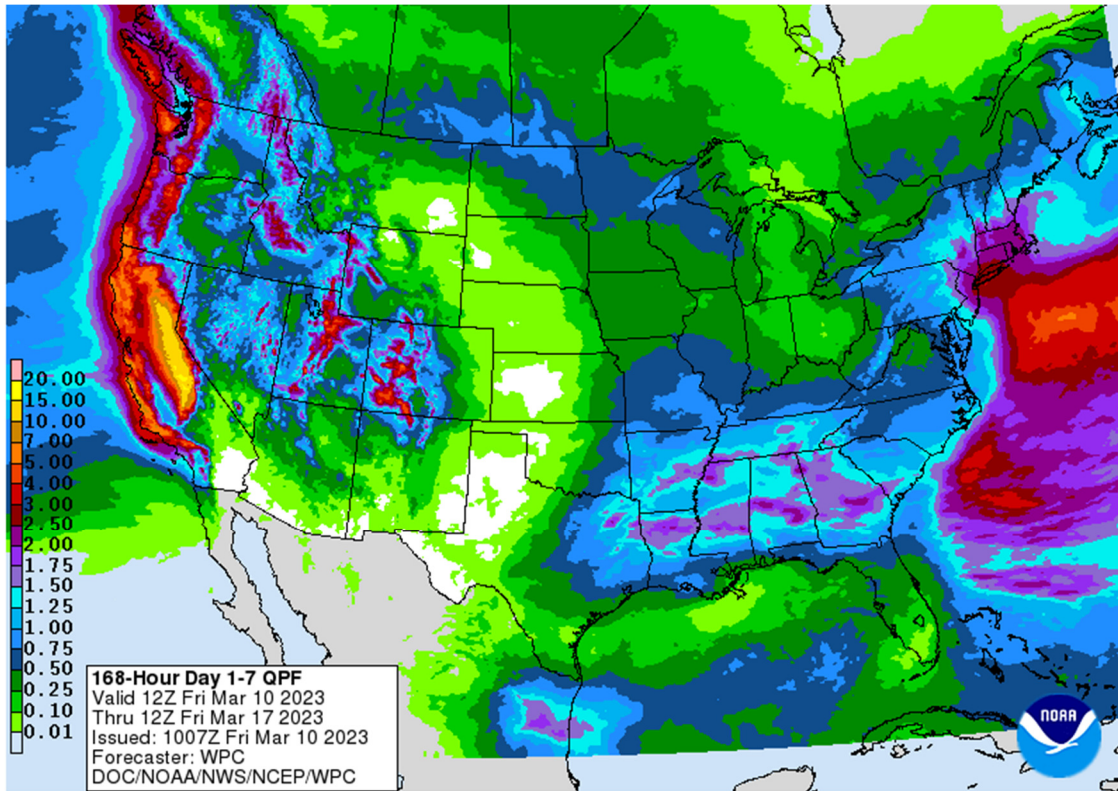 20.00
15.00
10.00
7.00
5.00
4.00
3.00
2.50
2.00
1.75
1.50
1.25
1.00
0.75
0.50
0.25
0.10
0.01
168-Hour Day 1-7 QPF
Valid 12Z Fri Mar 10 2023
Thru 12Z Fri Mar 17 2023
Issued: 1007Z Fri Mar 10 2023
Forecaster: WPC
DOC/NOAA/NWS/NCEP/WPC
NOAA